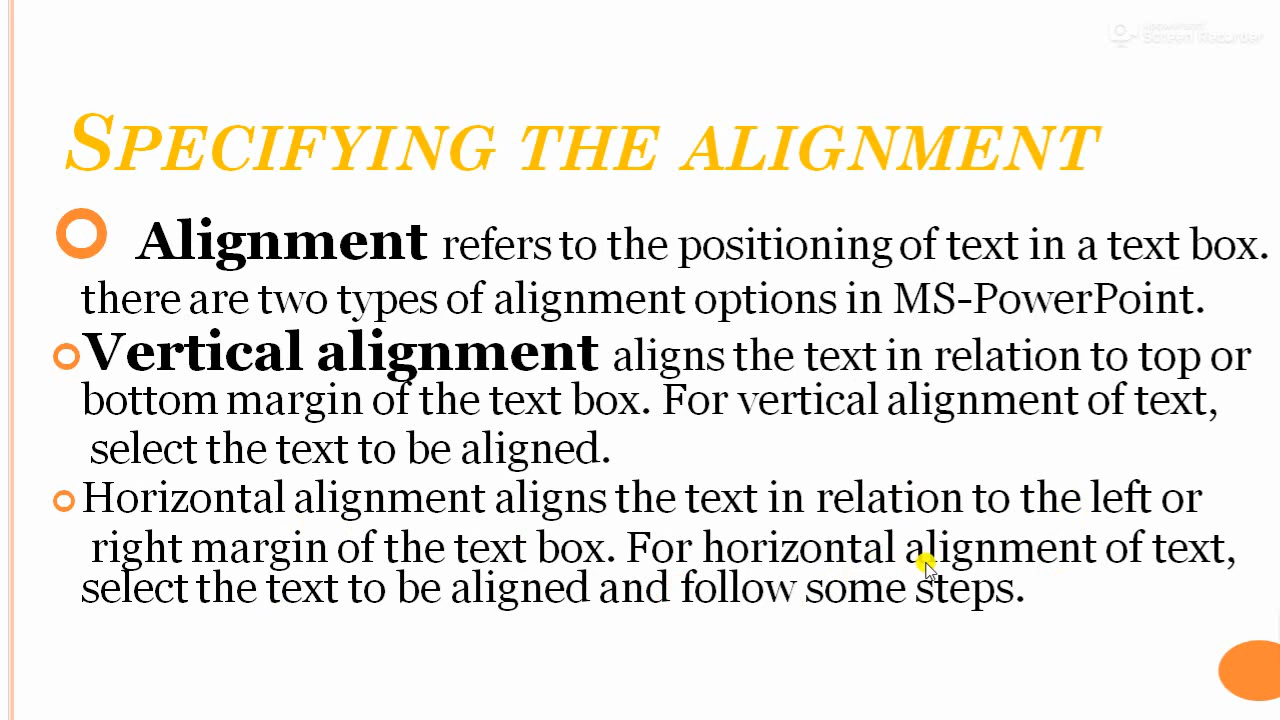 Screen Recorder
SPECIFYING THE ALIGNMENT
Alignment refers to the positioning of text in a text box.
there are two types of alignment options in MS-PowerPoint.
Vertical alignment aligns the text in relation to top or
bottom margin of the text box. For vertical alignment of text,
select the text to be aligned.
Horizontal alignment aligns the text in relation to the left or
right margin of the text box. For horizontal alignment of text,
select the text to be aligned and follow some steps.